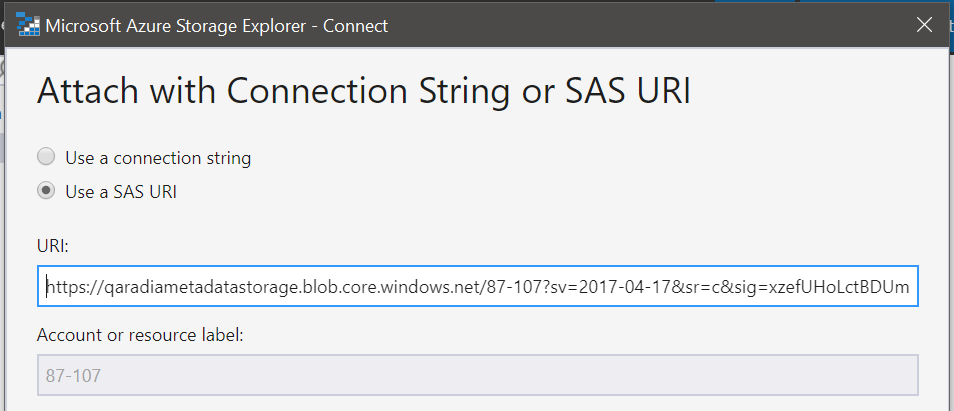 Microsoft Azure Storage Explorer - Connect
Attach with Connection String or SAS URI
Use a connection string
Use a SAS URI
URI:
https://qaradiametadatastorage.blob.core.windows.net/87-107?sv=2017-04-17&sr=c&sig=xzefUHoLctBDUm
Account or resource label:
87-107